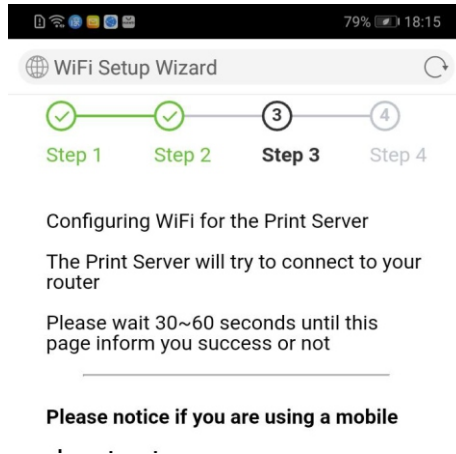 79% 18:15
WiFi Setup Wizard
3 4
Step 1 Step 2 Step 3 Step 4
Configuring WiFi for the Print Server
The Print Server will try to connect to your
router
Please wait 30~60 seconds until this
page inform you success or not
Please notice if you are using a mobile